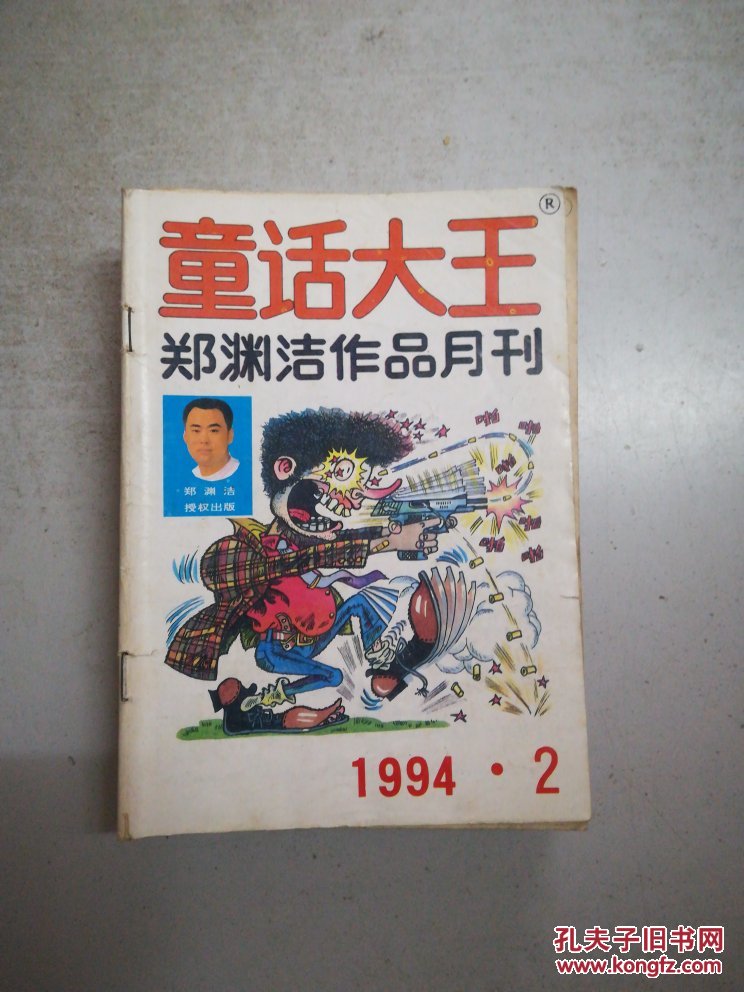 童话大王®
郑渊洁作品月刊
郑渊洁
授权出版
1994·2
孔夫子旧书网
www.kongfz.com